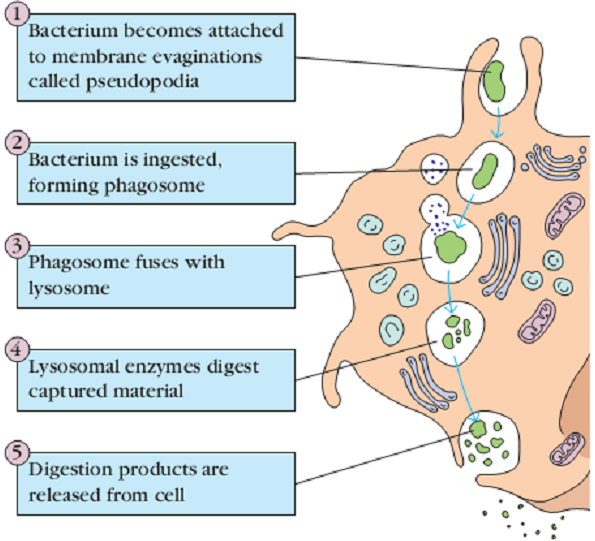 1
Bacterium becomes attached
to membrane evaginations
called pseudopodia
2
Bacterium is ingested,
forming phagosome
3
Phagosome fuses with
lysosome
4
Lysosomal enzymes digest
captured material
5
Digestion products are
released from cell